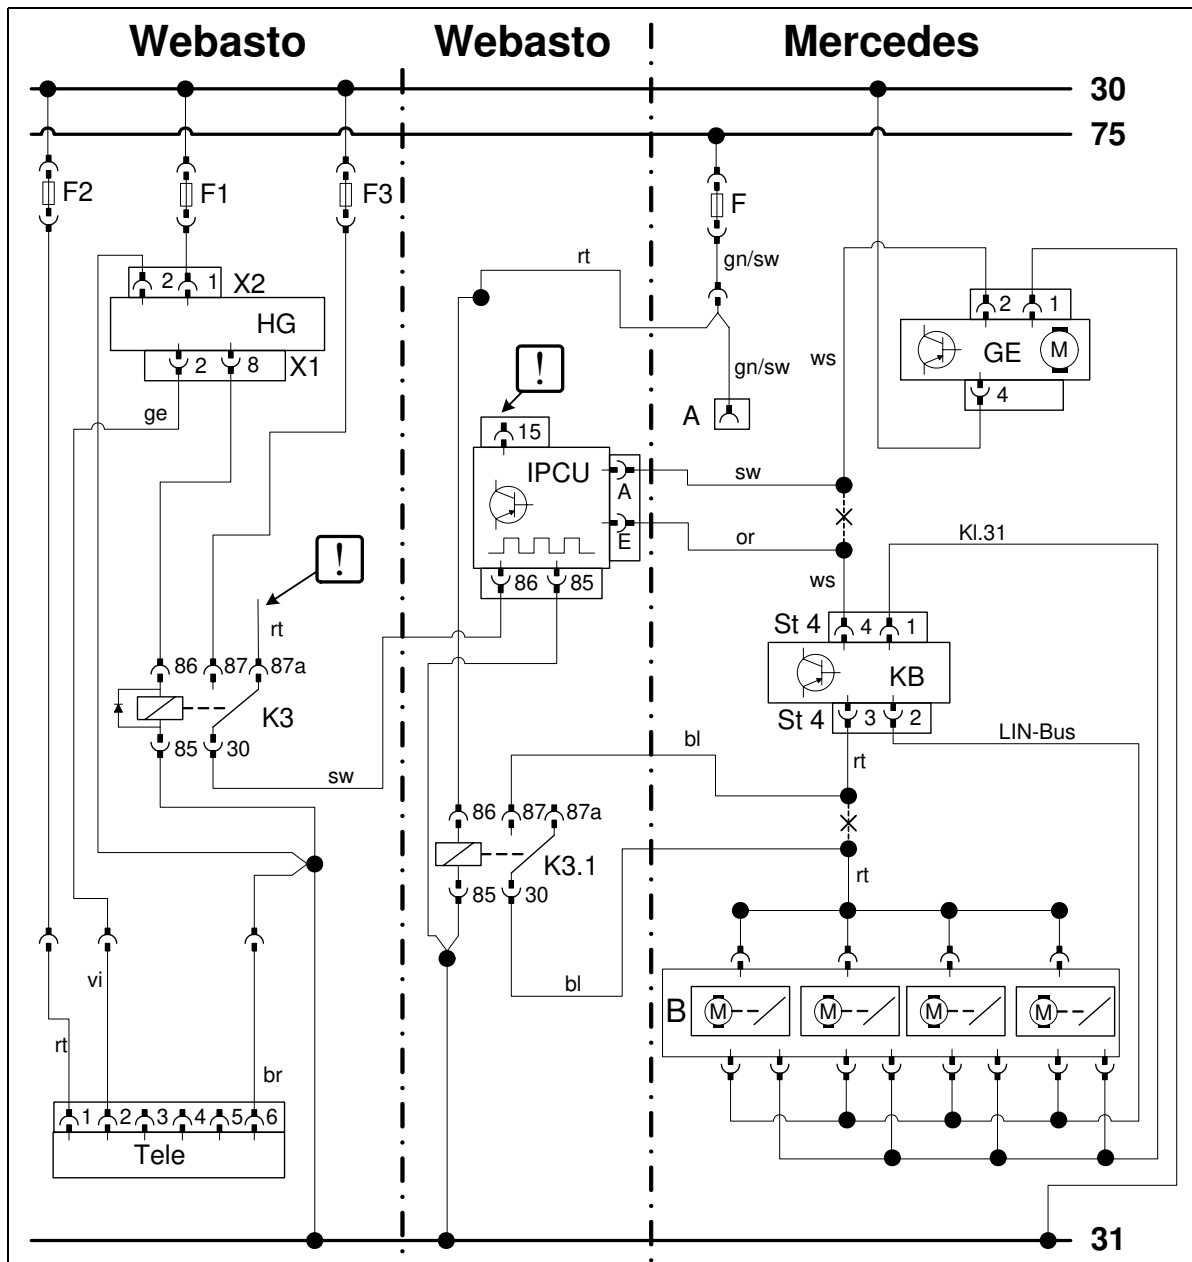 Webasto Webasto Mercedes
30
75
F2 F1 F3 F
rt gn/sw
2 1 X2 2 1
HG ws GE M
2 8 X1 ! gn/sw 4
ge A
15
IPCU sw
A
E or Kl.31
! 86 85 ws
rt St 4 4 1
86 87 87a KB
K3 St 4 3 2
85 30 bl LIN-Bus
sw rt
86 87 87a
K3.1
85 30 rt
vi bl B M M M M
rt
br
1 2 3 4 5 6
Tele
31